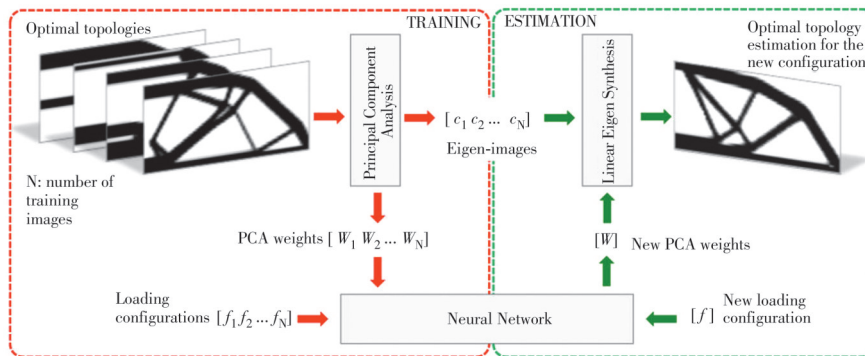 Optimal topologies
N: number of
training
images
TRAINING
Principal Component
Analysis
[ c1 c2 ... cN]
Eigen-images
PCA weights [ W1 W2 ... WN]
Loading
configurations [f1 f2 ... fN]
Neural Network
ESTIMATION
Linear Eigen Synthesis
Optimal topology
estimation for the
new configuration
[W] New PCA weights
[f] New loading
configuration